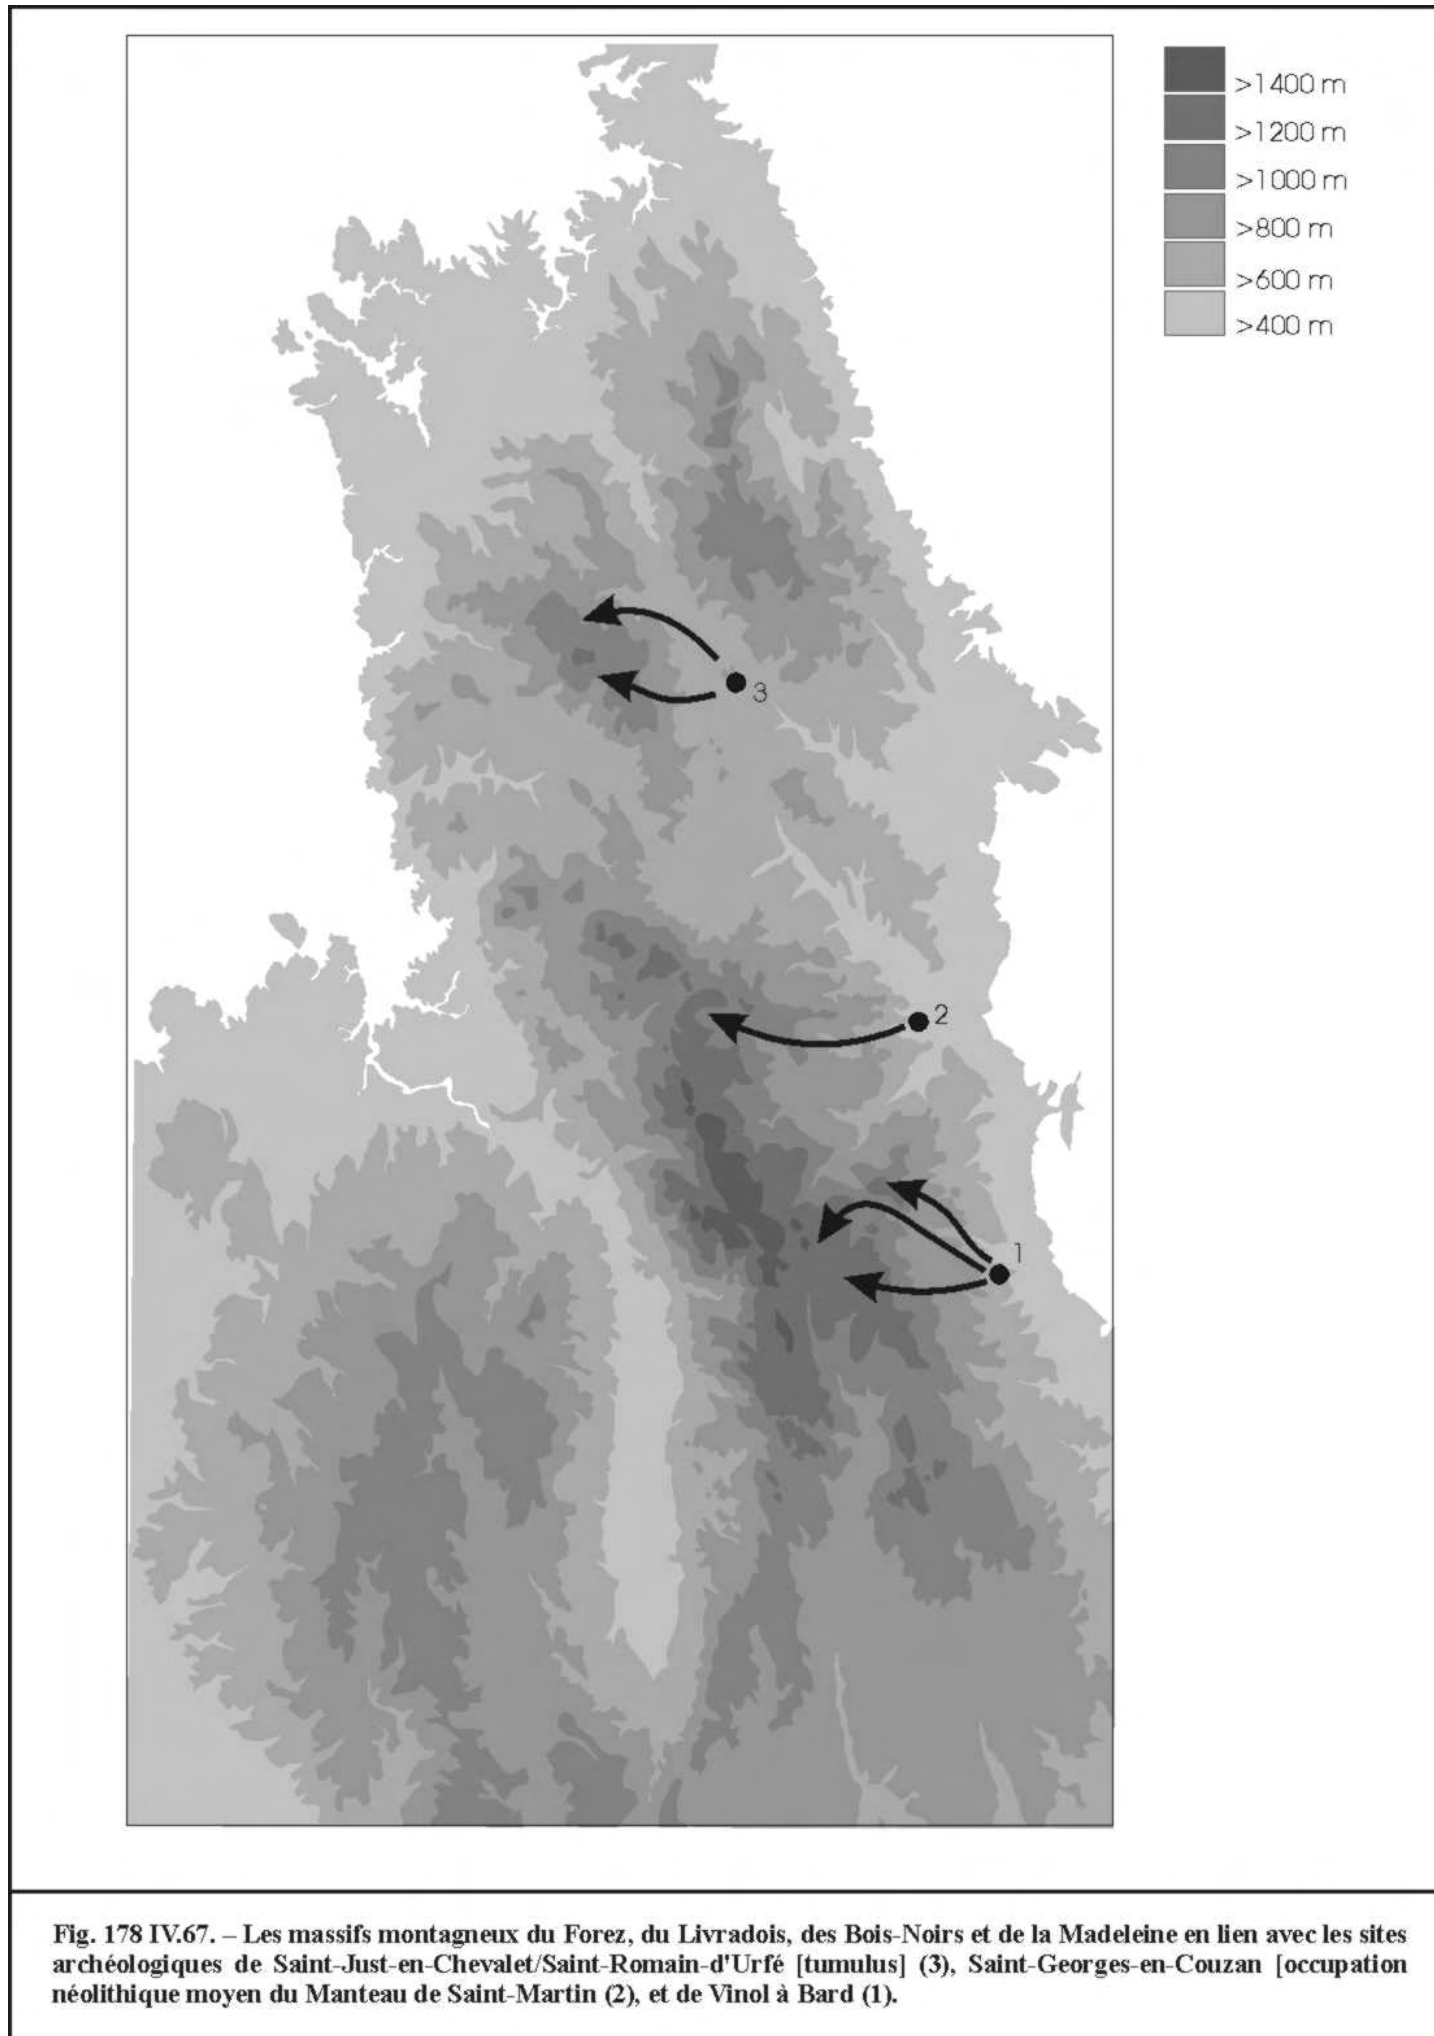 >1400 m
>1200 m
>1000 m
>800 m
>600 m
>400 m
3
2
1
Fig. 178 IV.67. – Les massifs montagneux du Forez, du Livradois, des Bois-Noirs et de la Madeleine en lien avec les sites
archéologiques de Saint-Just-en-Chevalet/Saint-Romain-d'Urfé [tumulus] (3), Saint-Georges-en-Couzan [occupation
néolithique moyen du Manteau de Saint-Martin (2), et de Vinol à Bard (1).